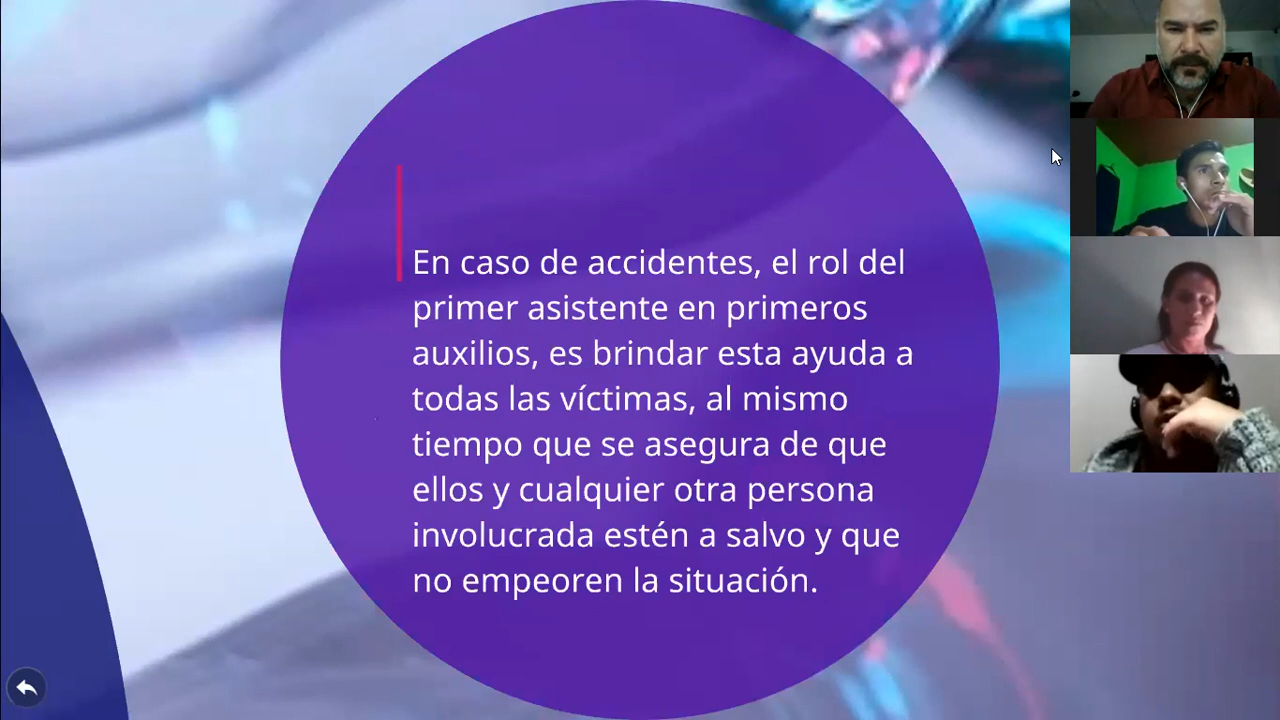 En caso de accidentes, el rol del
primer asistente en primeros
auxilios, es brindar esta ayuda a
todas las víctimas, al mismo
tiempo que se asegura de que
ellos y cualquier otra persona
involucrada estén a salvo y que
no empeoren la situación.